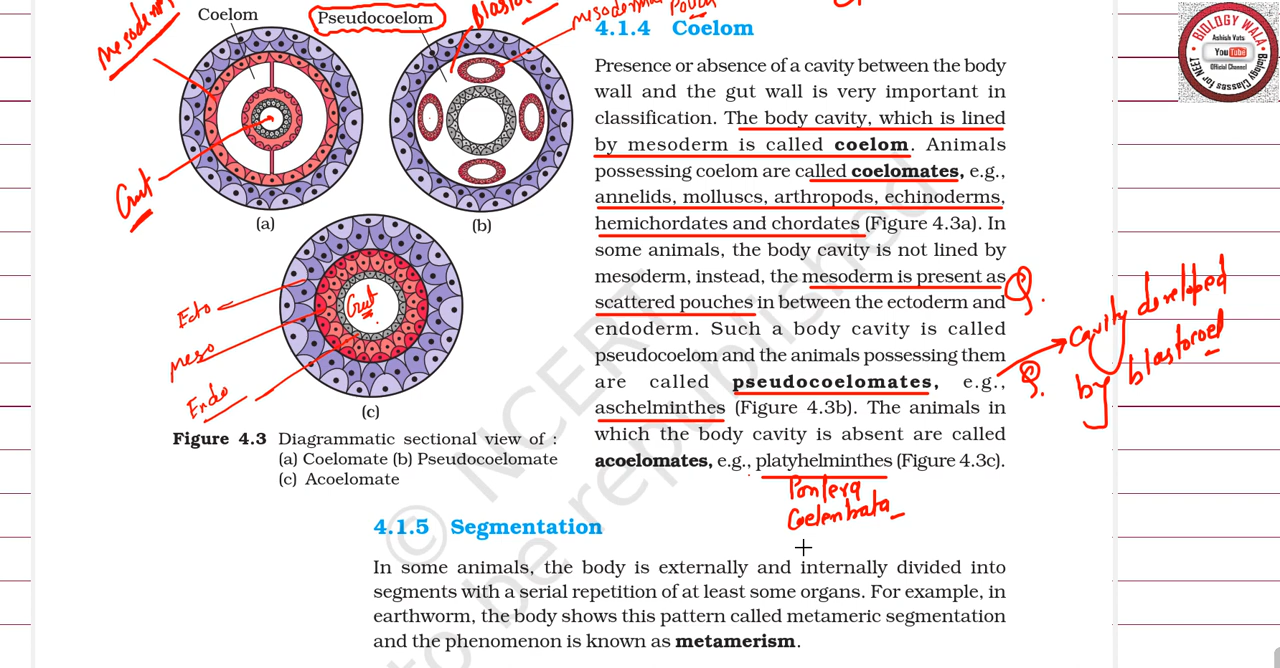 Coelom
Pseudocoelom
Blasto
mesodermal Pouch
mesoderm
Gut
(a)
(b)
Ecto
meso
Endo
Gut
(c)
Figure 4.3 Diagrammatic sectional view of :
(a) Coelomate (b) Pseudocoelomate
(c) Acoelomate
4.1.4 Coelom
Presence or absence of a cavity between the body
wall and the gut wall is very important in
classification. The body cavity, which is lined
by mesoderm is called coelom. Animals
possessing coelom are called coelomates, e.g.,
annelids, molluscs, arthropods, echinoderms,
hemichordates and chordates (Figure 4.3a). In
some animals, the body cavity is not lined by
mesoderm, instead, the mesoderm is present as
scattered pouches in between the ectoderm and
endoderm. Such a body cavity is called
pseudocoelom and the animals possessing them
are called pseudocoelomates, e.g.,
aschelminthes (Figure 4.3b). The animals in
which the body cavity is absent are called
acoelomates, e.g., platyhelminthes (Figure 4.3c).
Q.
Q.
Cavity developed
by blastocoel
Porifera
Coelenbata
4.1.5 Segmentation
In some animals, the body is externally and internally divided into
segments with a serial repetition of at least some organs. For example, in
earthworm, the body shows this pattern called metameric segmentation
and the phenomenon is known as metamerism.
© NCERT
be republished
BIOLOGY WALA
Ashish Vats
YouTube
Official Channel
Biology Classes for NEET